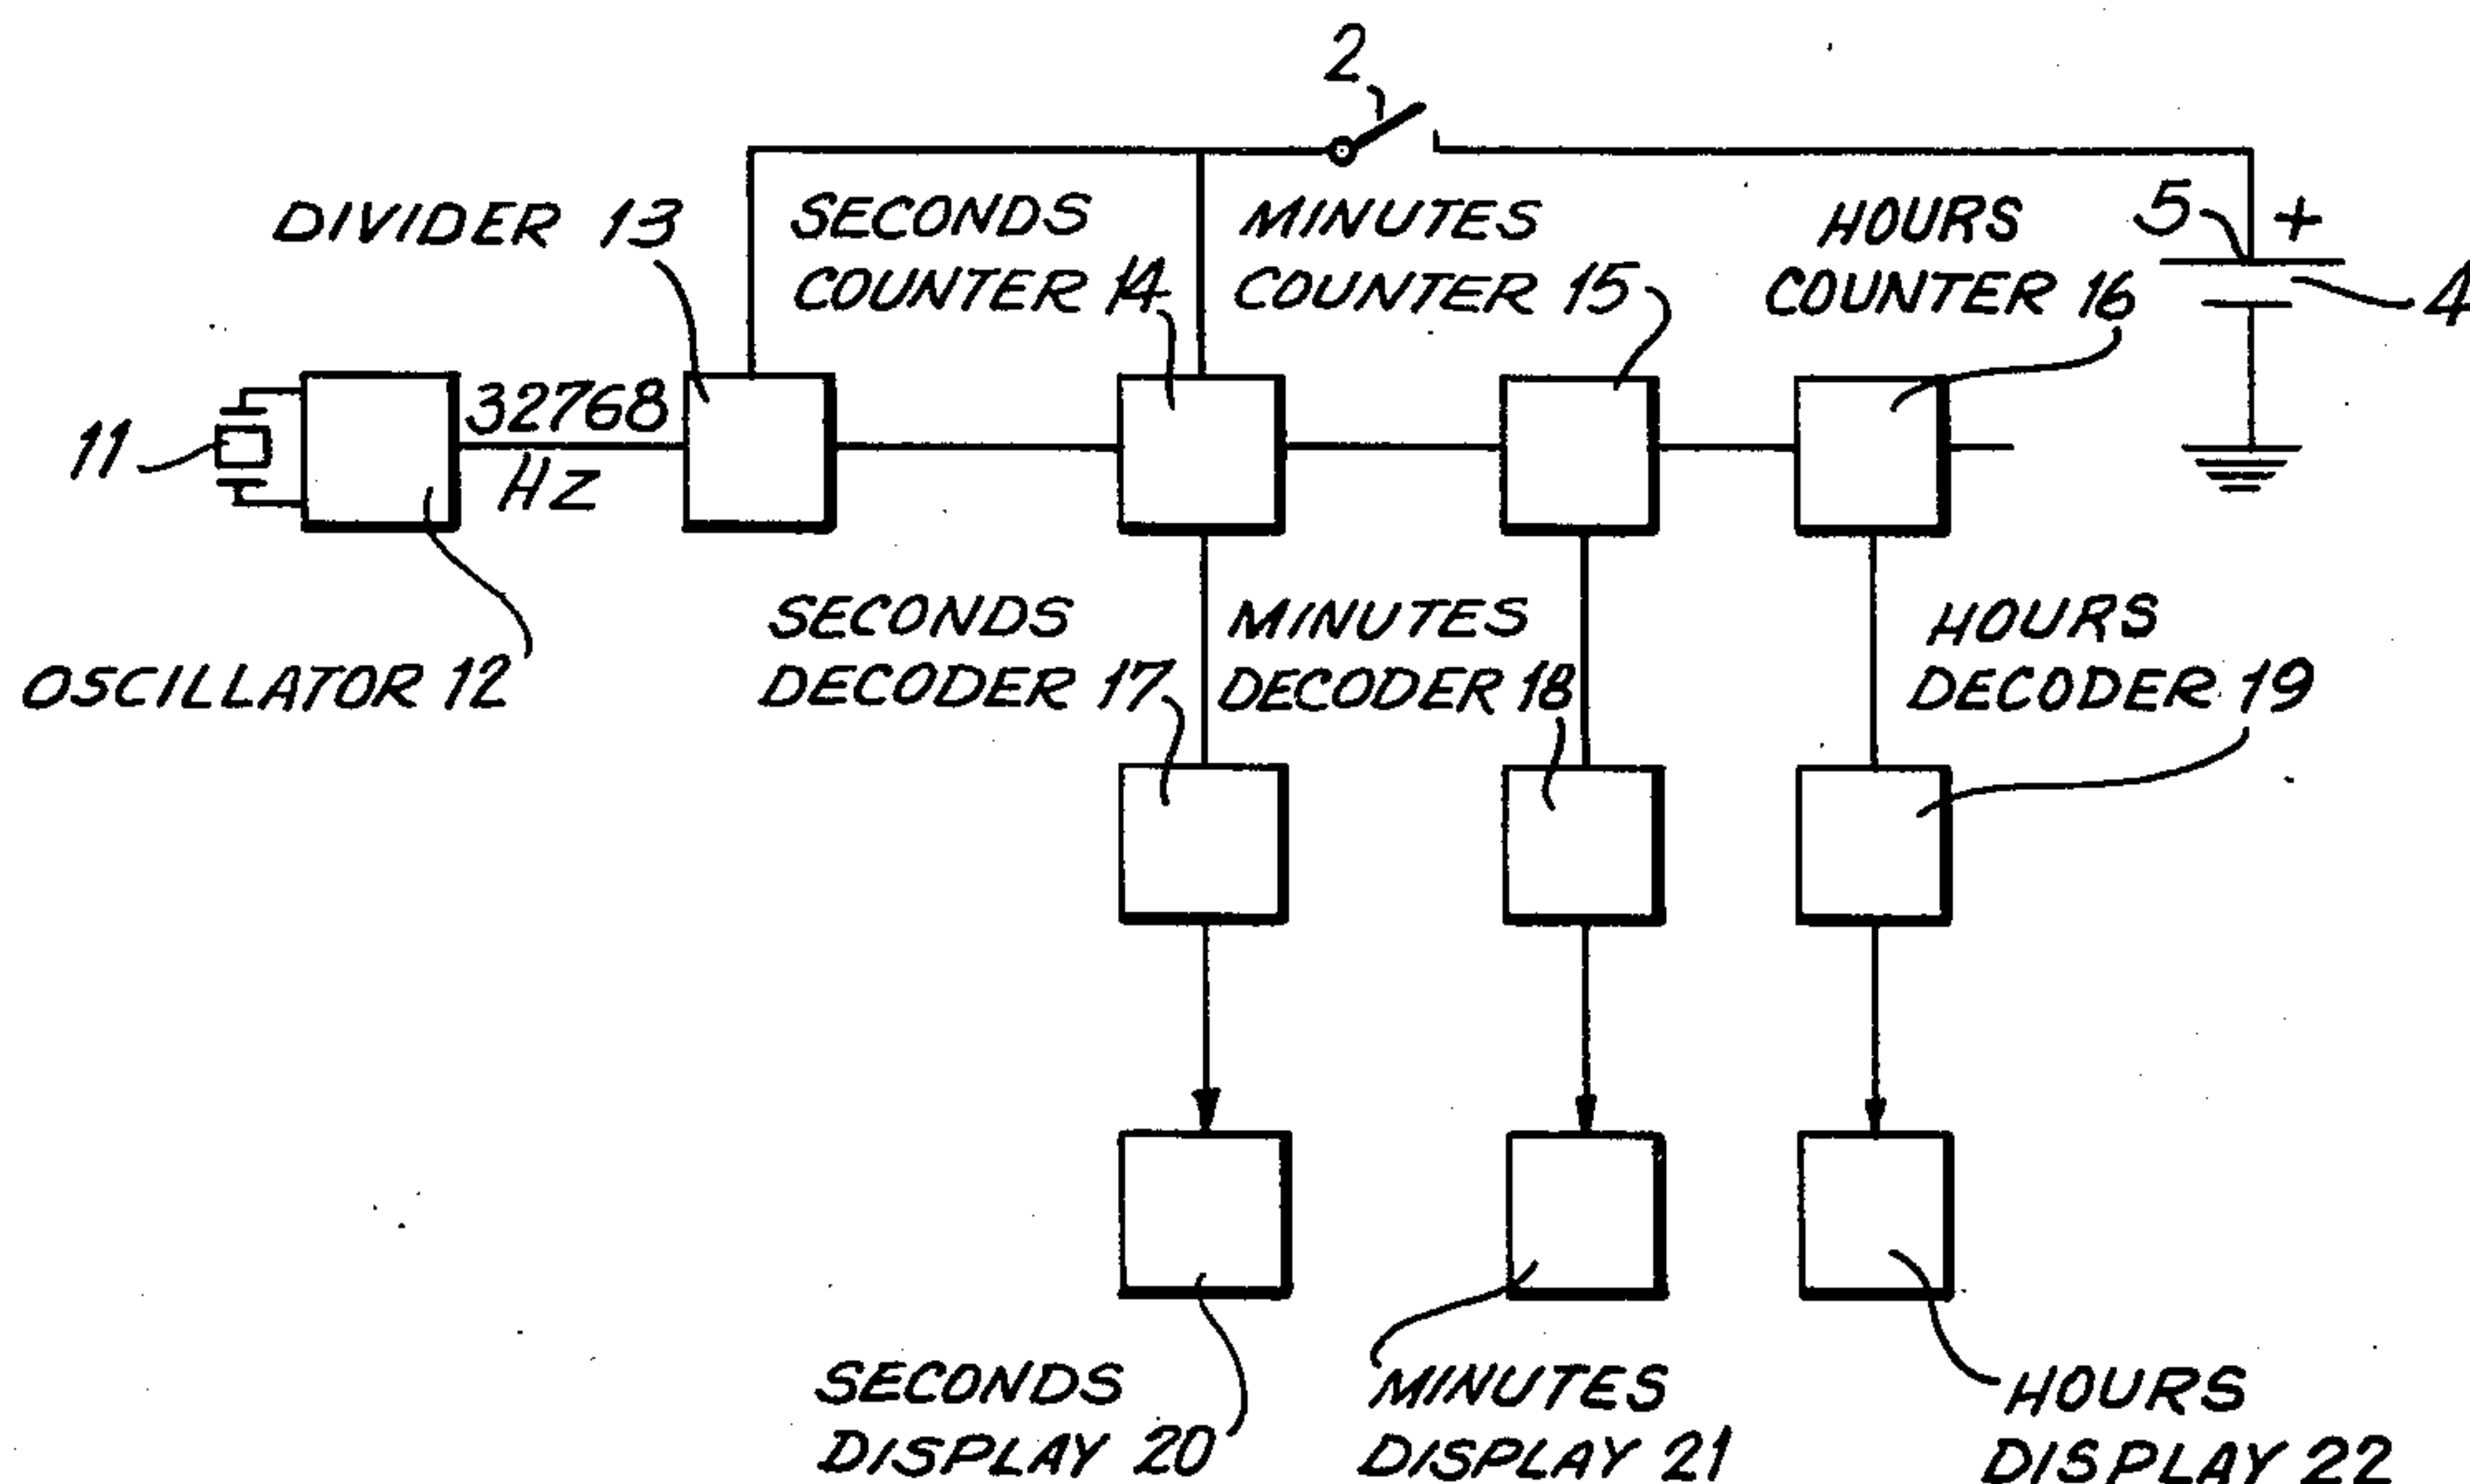 2
DIVIDER 13
SECONDS
COUNTER 14
MINUTES
COUNTER 15
HOURS
COUNTER 16
5
+
4
11
32768
HZ
OSCILLATOR 12
SECONDS
DECODER 17
MINUTES
DECODER 18
HOURS
DECODER 19
SECONDS
DISPLAY 20
MINUTES
DISPLAY 21
HOURS
DISPLAY 22